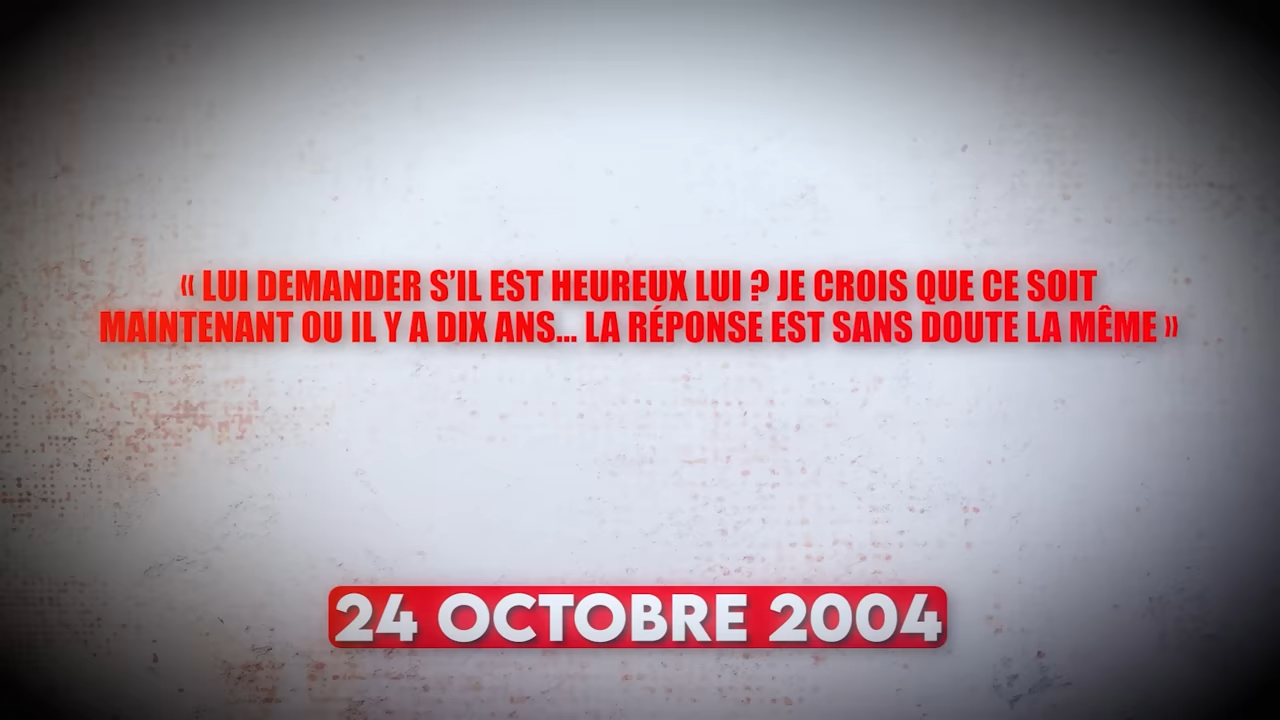 « LUI DEMANDER S’IL EST HEUREUX LUI ? JE CROIS QUE CE SOIT
MAINTENANT OU IL Y A DIX ANS... LA RÉPONSE EST SANS DOUTE LA MÊME »
24 OCTOBRE 2004